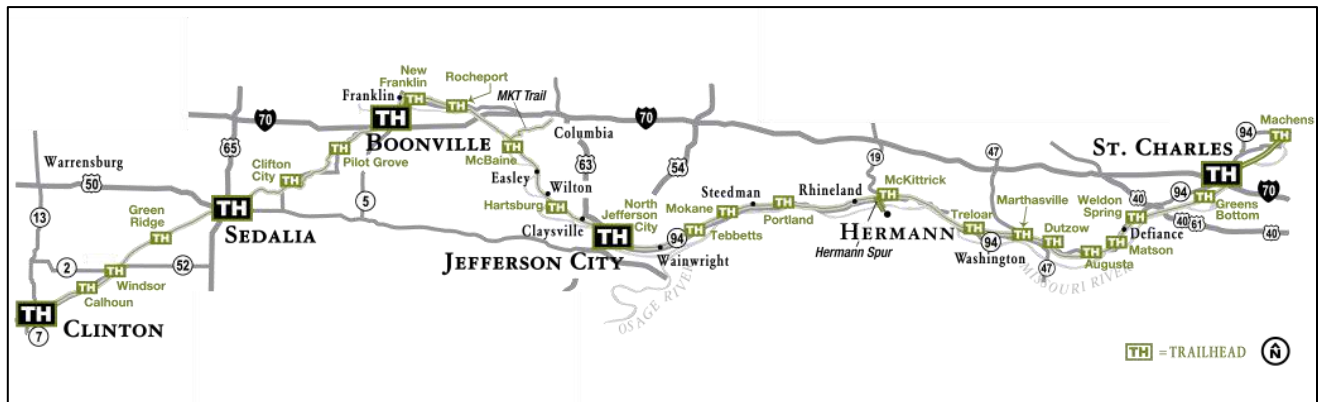 New
Franklin
Rocheport
Franklin
TH
TH
MKT Trail
70
TH
70
BOONVILLE
Columbia
TH
McBaine
65
Clifton
City
TH
Pilot Grove
TH
Warrensburg
50
Easley
63
54
Wilton
5
Hartsburg
TH
13
Green
Ridge
TH
TH
SEDALIA
Claysville
North
Jefferson
City
TH
JEFFERSON CITY
2
52
TH
Windsor
TH
Calhoun
TH
CLINTON
7
94
Wainwright
Mokane
TH
TH
Tebbetts
Steedman
TH
Portland
Rhineland
19
TH
McKittrick
HERMANN
Hermann Spur
OSAGE RIVER
47
Treloar
TH
94
Washington
Marthasville
TH
Dutzow
TH
47
MISSOURI RIVER
TH
Augusta
TH
Matson
Defiance
Weldon
Spring
TH
40
94
40
61
40
TH
Greens
Bottom
ST. CHARLES
TH
70
94
Machens
TH
TH = TRAILHEAD
N